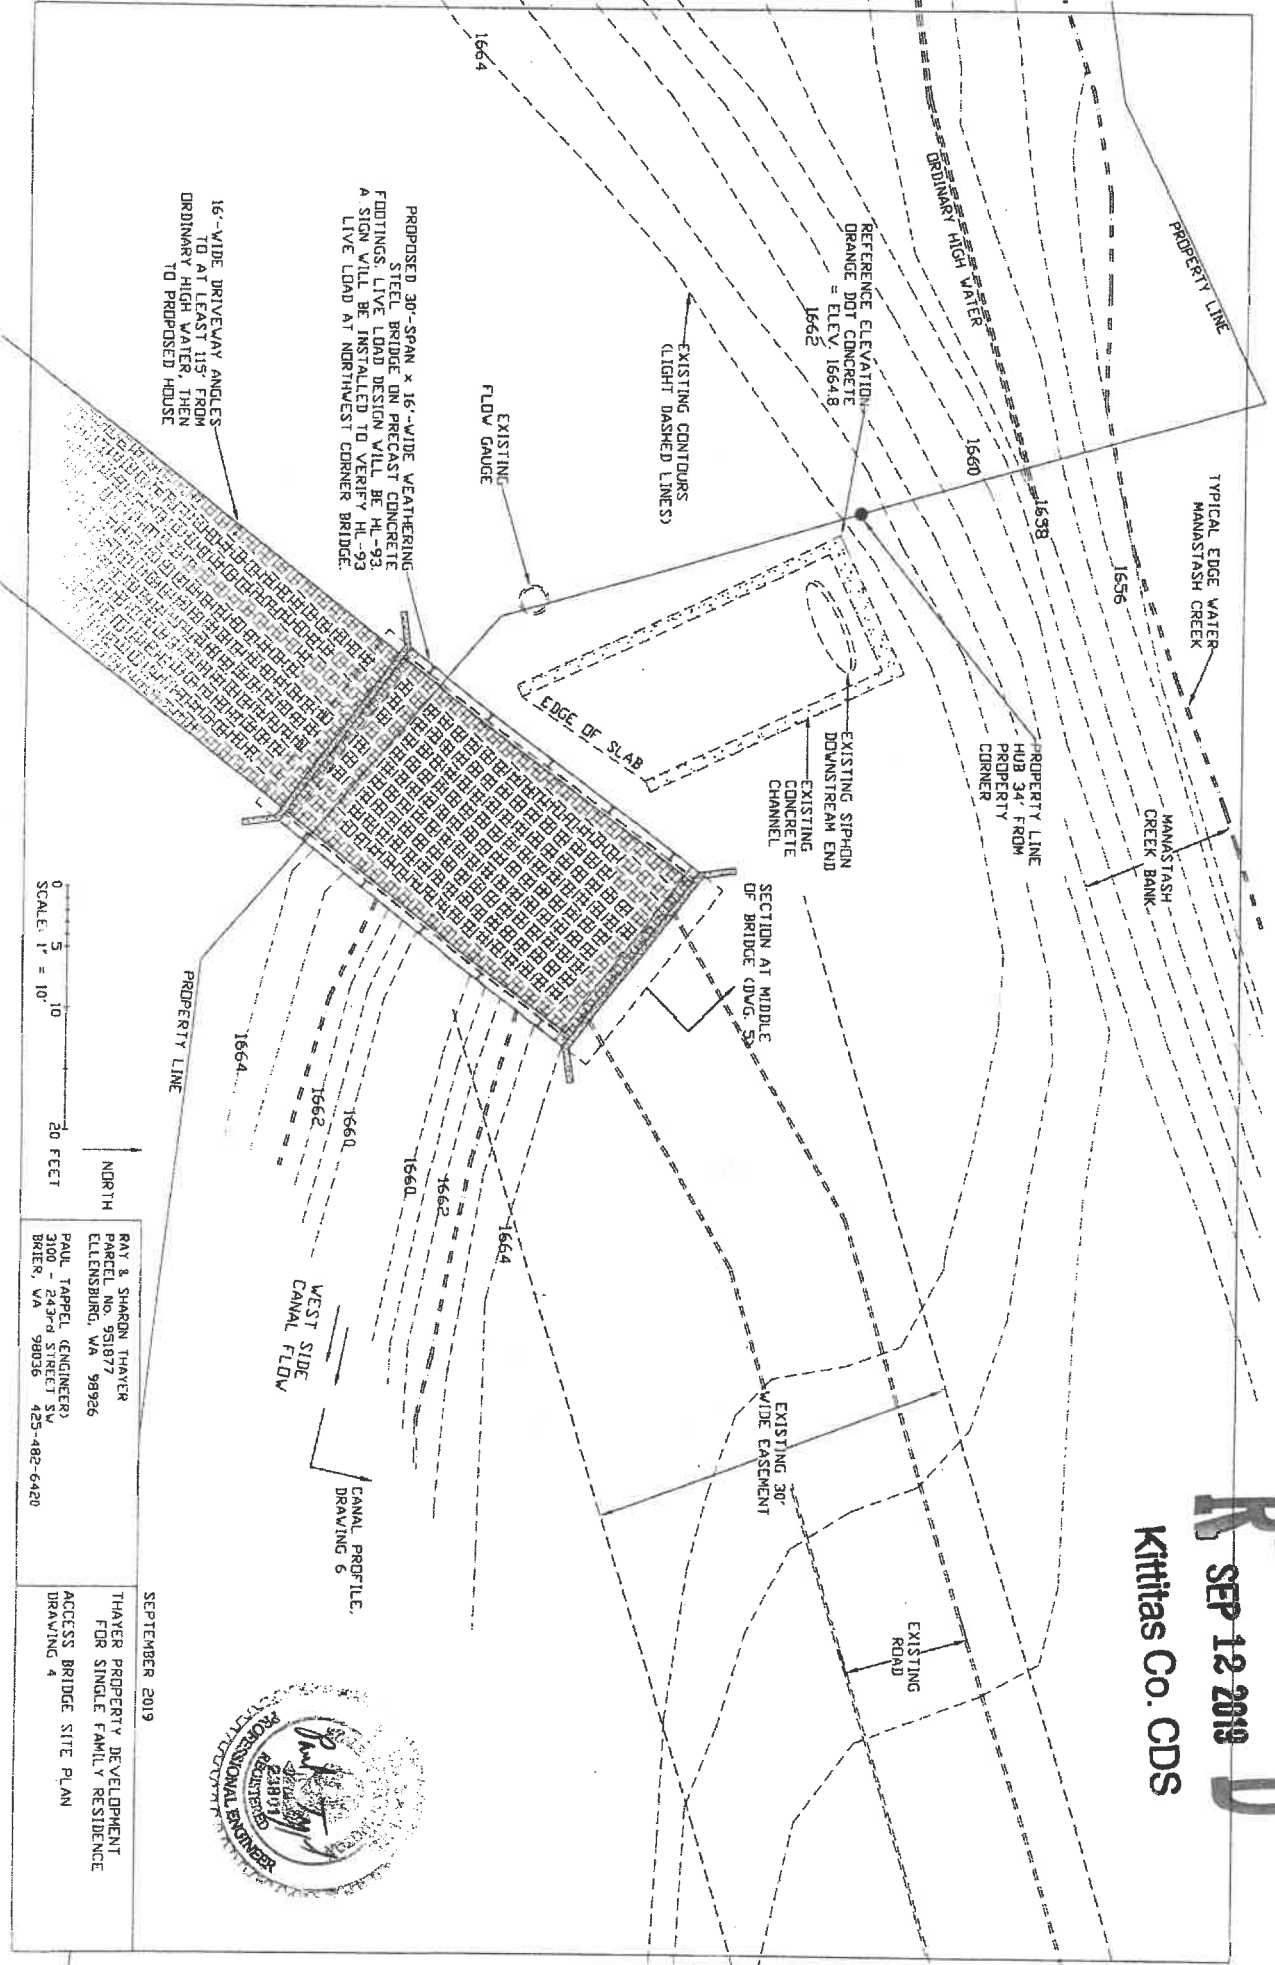 SEP 12 2019
Kittitas Co. CDS
PROPERTY LINE
TYPICAL EDGE WATER
MANASTASH CREEK
ORDINARY HIGH WATER
1664
REFERENCE ELEVATION
ORANGE DOT CONCRETE
= ELEV. 1664.8
1662
1660
1658
1656
EXISTING CONTOURS
(LIGHT DASHED LINES)
MANASTASH
CREEK BANK
PROPERTY LINE
HUB 34' FROM
PROPERTY
CORNER
EXISTING SIPHON
DOWNSTREAM END
EXISTING
CONCRETE
CHANNEL
EDGE OF SLAB
EXISTING
FLOW GAUGE
PROPOSED 30'-SPAN x 16'-WIDE WEATHERING
STEEL BRIDGE ON PRECAST CONCRETE
FOOTINGS. LIVE LOAD DESIGN WILL BE HL-93.
A SIGN WILL BE INSTALLED TO VERIFY HL-93
LIVE LOAD AT NORTHWEST CORNER BRIDGE.
16'-WIDE DRIVEWAY ANGLES
TO AT LEAST 115' FROM
ORDINARY HIGH WATER, THEN
TO PROPOSED HOUSE
SECTION AT MIDDLE
OF BRIDGE (DWG. 5)
EXISTING 30'
WIDE EASEMENT
EXISTING
ROAD
1664
1662
1660
1660
1662
1664
WEST SIDE
CANAL FLOW
CANAL PROFILE,
DRAWING 6
PROPERTY LINE
0 5 10 20 FEET
SCALE: 1" = 10'
NORTH
REGISTERED
23801
PROFESSIONAL ENGINEER
RAY & SHARON THAYER
PARCEL No. 951877
ELLENSBURG, WA 98926
PAUL TAPPEL (ENGINEER)
3100 - 243rd STREET SW
BRIER, WA 98036 425-482-6420
SEPTEMBER 2019
THAYER PROPERTY DEVELOPMENT
FOR SINGLE FAMILY RESIDENCE
ACCESS BRIDGE SITE PLAN
DRAWING 4